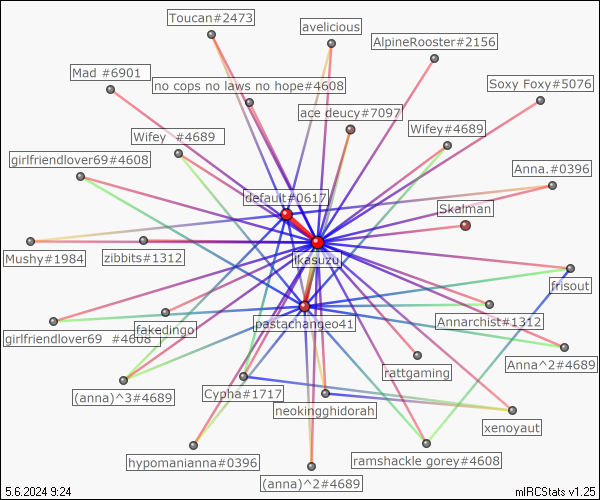 Toucan#2473
avelicious
AlpineRooster#2156
Mad #6901
no cops no laws no hope#4608
Soxy Foxy#5076
ace deucy#7097
Wifey  #4689
Wifey#4689
girlfriendlover69#4608
Anna.#0396
default#0617
Skalman
Mushy#1984
zibbits#1312
ikasuzu
frisout
girlfriendlover69  #4608
fakedingo
pastachangeo41
Annarchist#1312
Anna^2#4689
rattgaming
(anna)^3#4689
Cypha#1717
neokingghidorah
xenoyaut
hypomanianna#0396
(anna)^2#4689
ramshackle gorey#4608
5.6.2024 9:24
mIRCStats v1.25